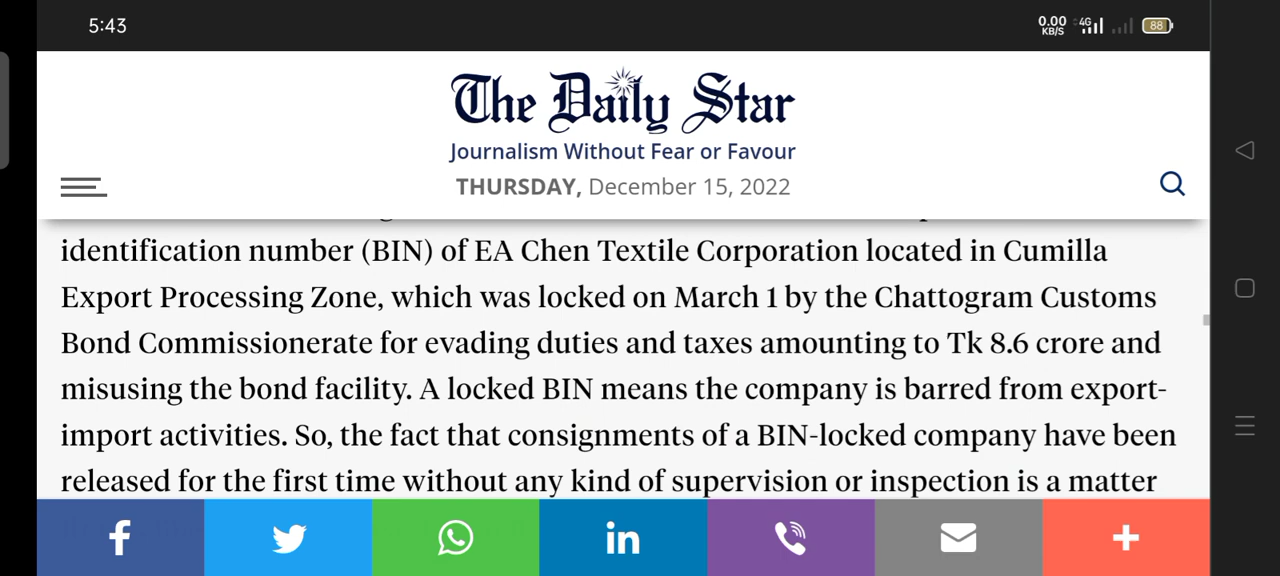 5:43
0.00
KB/S
4G
88
The Daily Star
Journalism Without Fear or Favour
THURSDAY, December 15, 2022
identification number (BIN) of EA Chen Textile Corporation located in Cumilla
Export Processing Zone, which was locked on March 1 by the Chattogram Customs
Bond Commissionerate for evading duties and taxes amounting to Tk 8.6 crore and
misusing the bond facility. A locked BIN means the company is barred from export-
import activities. So, the fact that consignments of a BIN-locked company have been
released for the first time without any kind of supervision or inspection is a matter